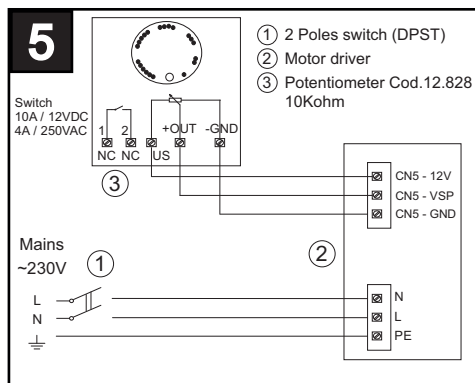 5
1 2 Poles switch (DPST)
2 Motor driver
3 Potentiometer Cod.12.828
10Kohm
Switch
10A / 12VDC
4A / 250VAC
1 2 +OUT -GND
NC NC US
3
CN5 - 12V
CN5 - VSP
CN5 - GND
2
Mains
~230V
1
L
N
N
L
PE